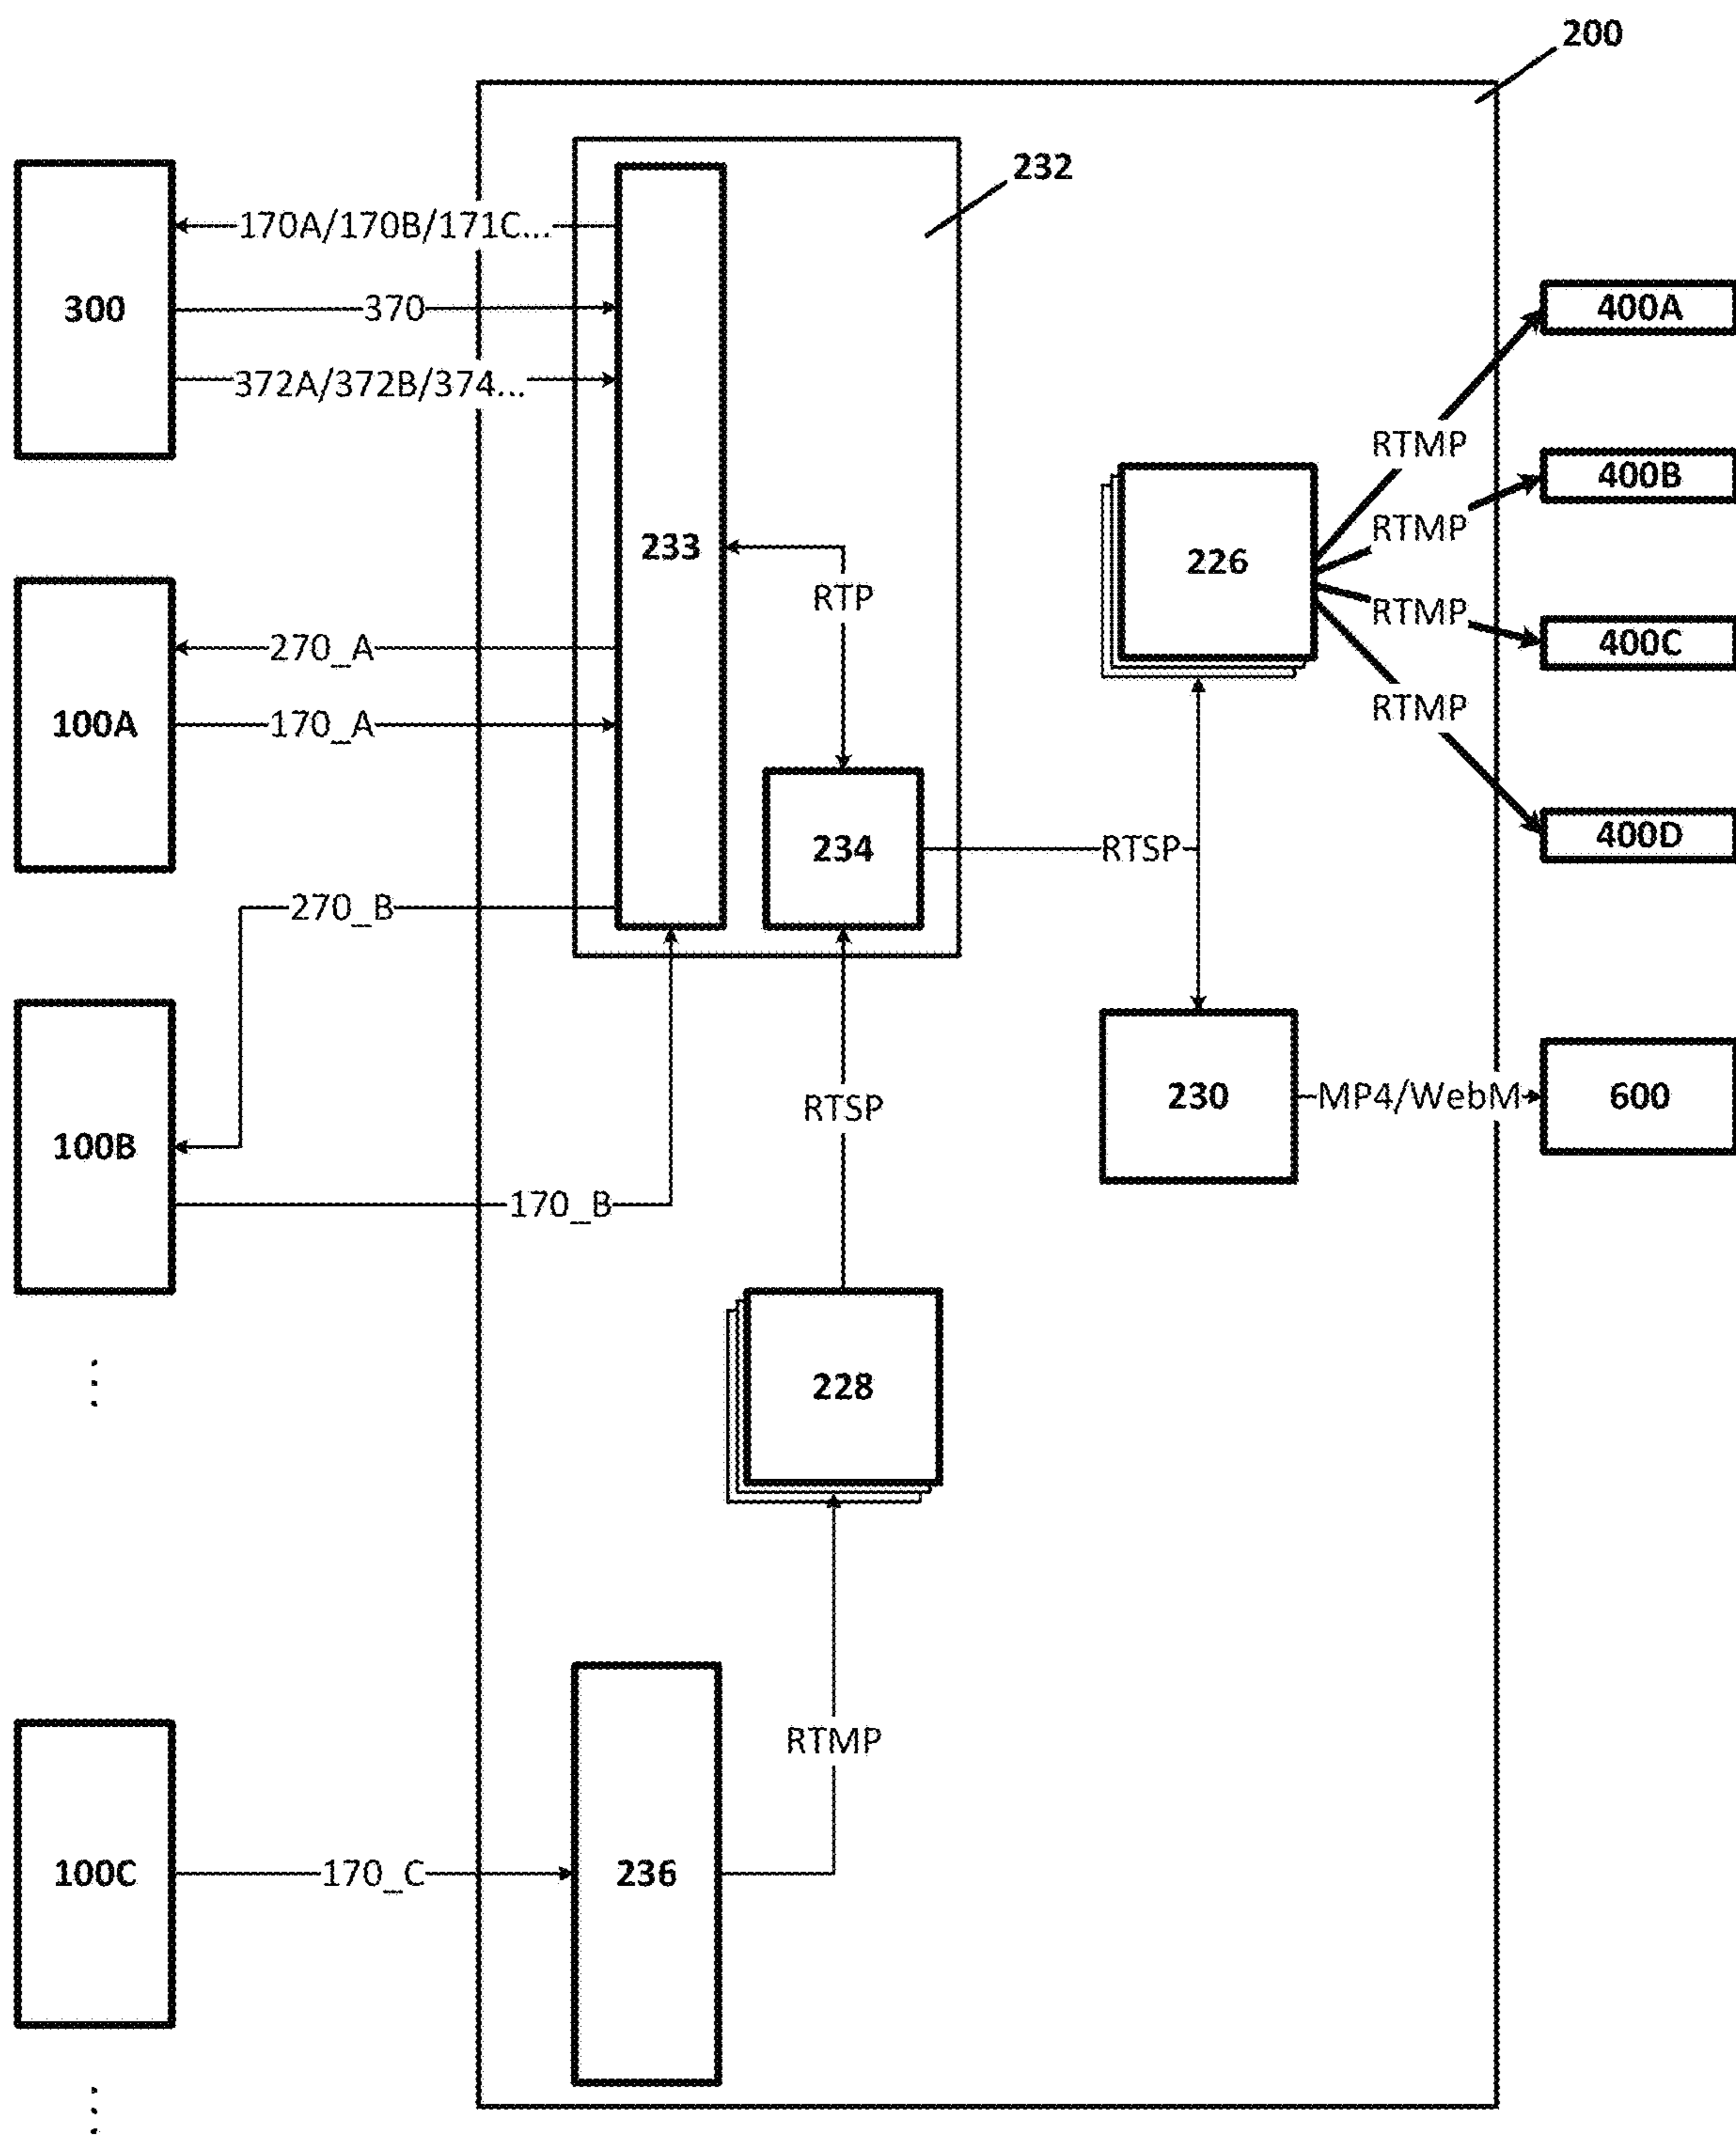 200
232
170A/170B/171C...
300
370
400A
372A/372B/374...
RTMP
400B
RTMP
233
226
RTP
RTMP
400C
270_A
RTMP
100A
170_A
400D
234
RTSP
270_B
230
MP4/WebM
600
RTSP
100B
170_B
⋮
228
RTMP
100C
170_C
236
⋮